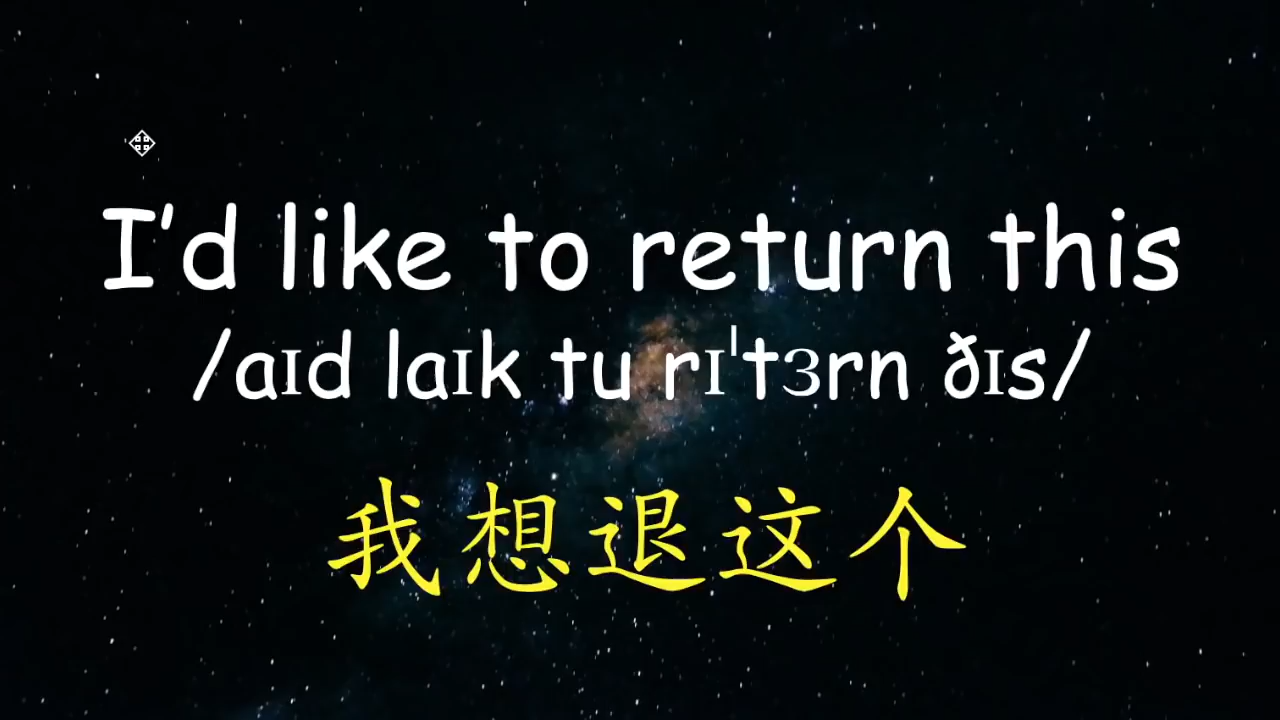 I'd like to return this
/aɪd laɪk tu rɪˈtɜrn ðɪs/
我想退这个